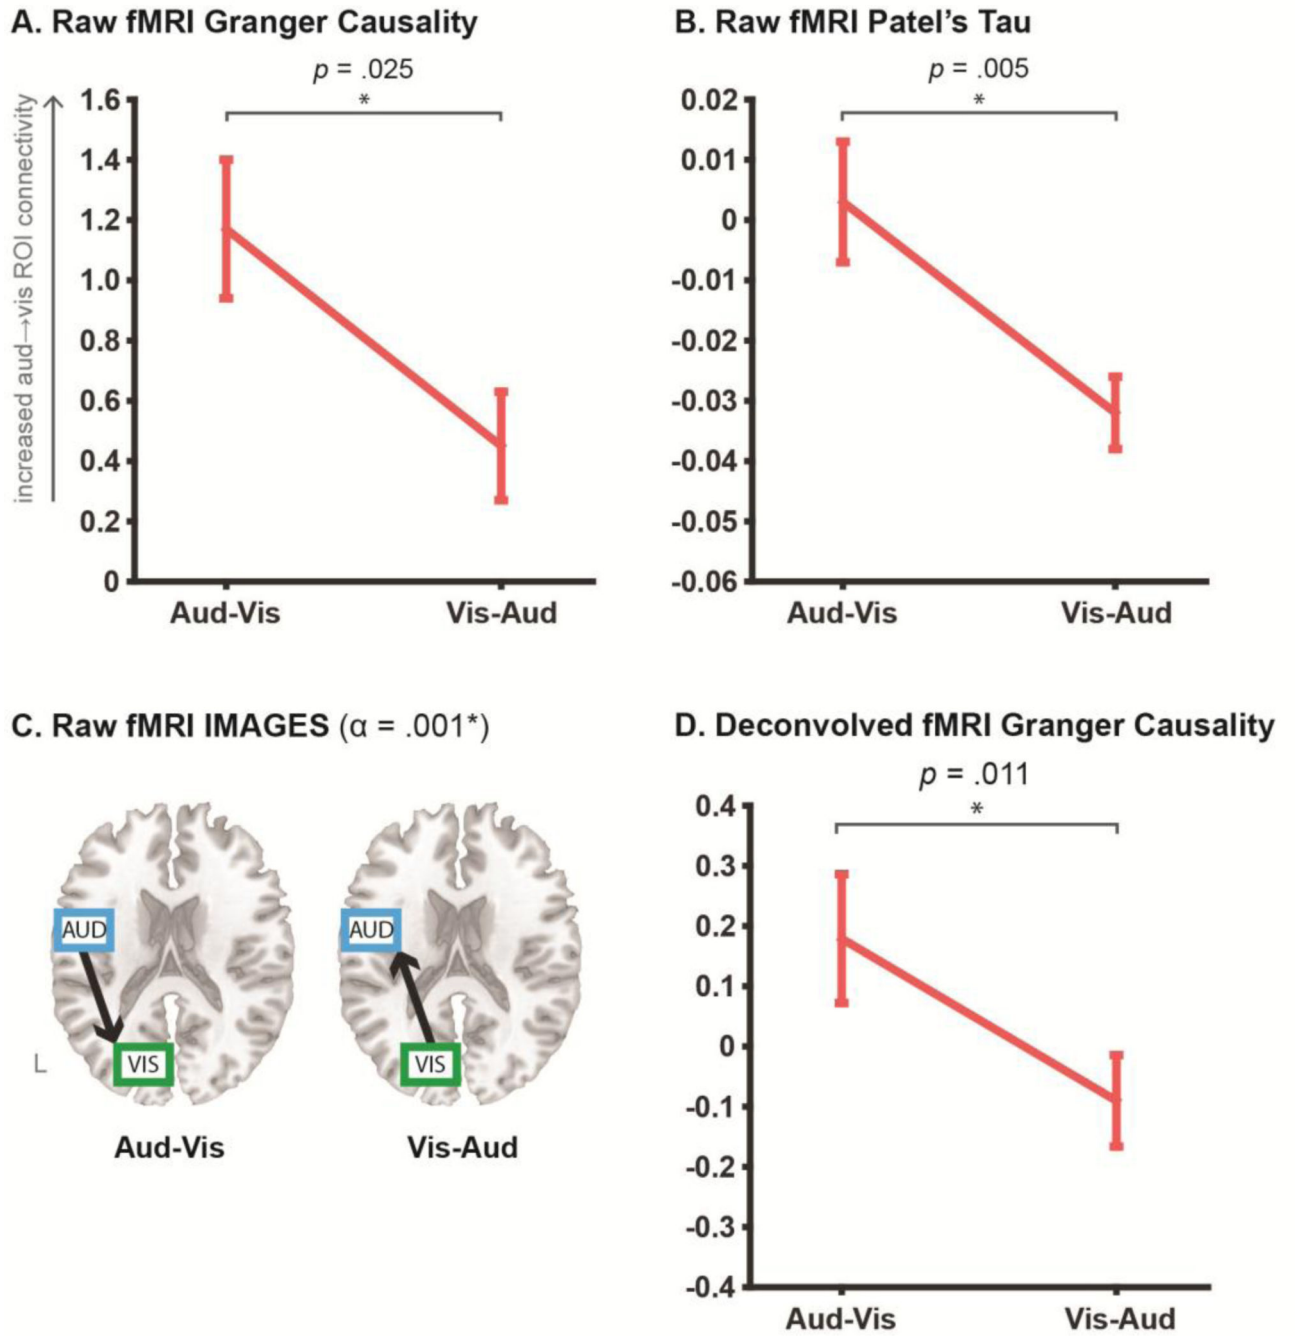 A. Raw fMRI Granger Causality
p = .025
*
increased aud→vis ROI connectivity
1.6
1.4
1.2
1.0
0.8
0.6
0.4
0.2
0
Aud-Vis
Vis-Aud
B. Raw fMRI Patel’s Tau
p = .005
*
0.02
0.01
0
-0.01
-0.02
-0.03
-0.04
-0.05
-0.06
Aud-Vis
Vis-Aud
C. Raw fMRI IMAGES (α = .001*)
AUD
VIS
L
Aud-Vis
AUD
VIS
Vis-Aud
D. Deconvolved fMRI Granger Causality
p = .011
*
0.4
0.3
0.2
0.1
0
-0.1
-0.2
-0.3
-0.4
Aud-Vis
Vis-Aud